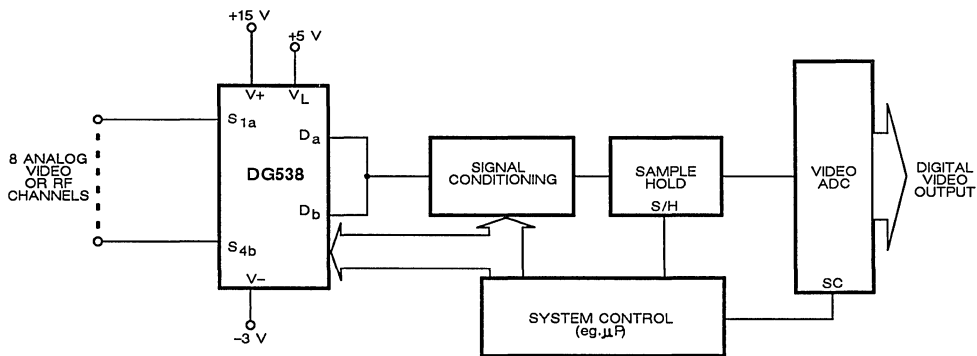 +15 V
+5 V
V+
VL
S1a
Da
8 ANALOG
VIDEO
OR RF
CHANNELS
DG538
Db
S4b
V–
–3 V
SIGNAL
CONDITIONING
SAMPLE
HOLD
S/H
VIDEO
ADC
SC
DIGITAL
VIDEO
OUTPUT
SYSTEM CONTROL
(eg.µP)